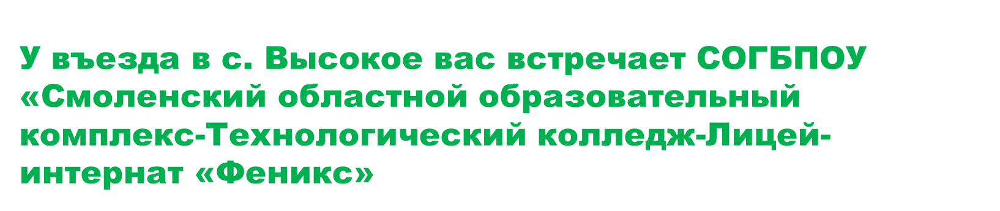 У въезда в с. Высокое вас встречает СОГБПОУ
«Смоленский областной образовательный
комплекс-Технологический колледж-Лицей-
интернат «Феникс»